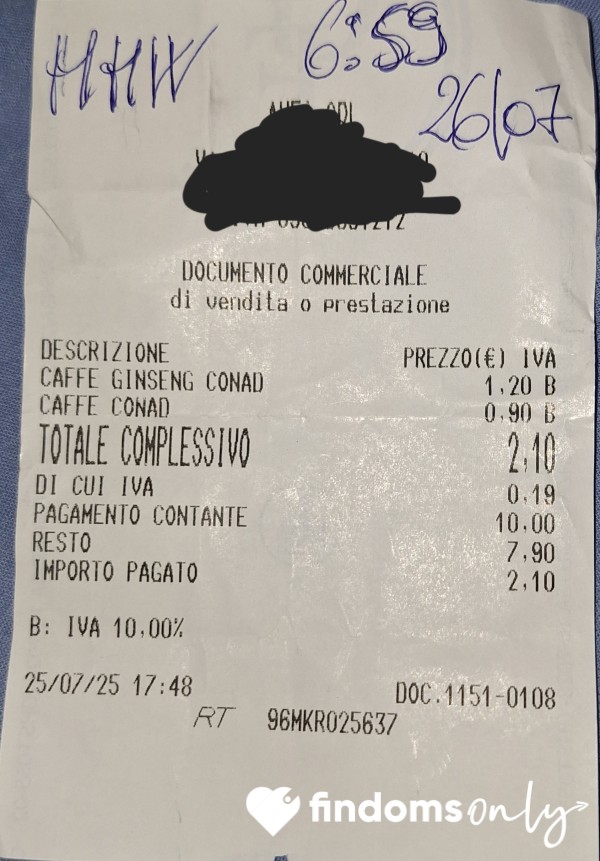 HHW 6:59
26/07
DOCUMENTO COMMERCIALE
di vendita o prestazione
DESCRIZIONE PREZZO(€) IVA
CAFFE GINSENG CONAD 1,20 B
CAFFE CONAD 0,90 B
TOTALE COMPLESSIVO 2,10
DI CUI IVA 0,19
PAGAMENTO CONTANTE 10,00
RESTO 7,90
IMPORTO PAGATO 2,10
B: IVA 10,00%
25/07/25 17:48 DOC.1151-0108
RT 96MKR025637
findomsonly